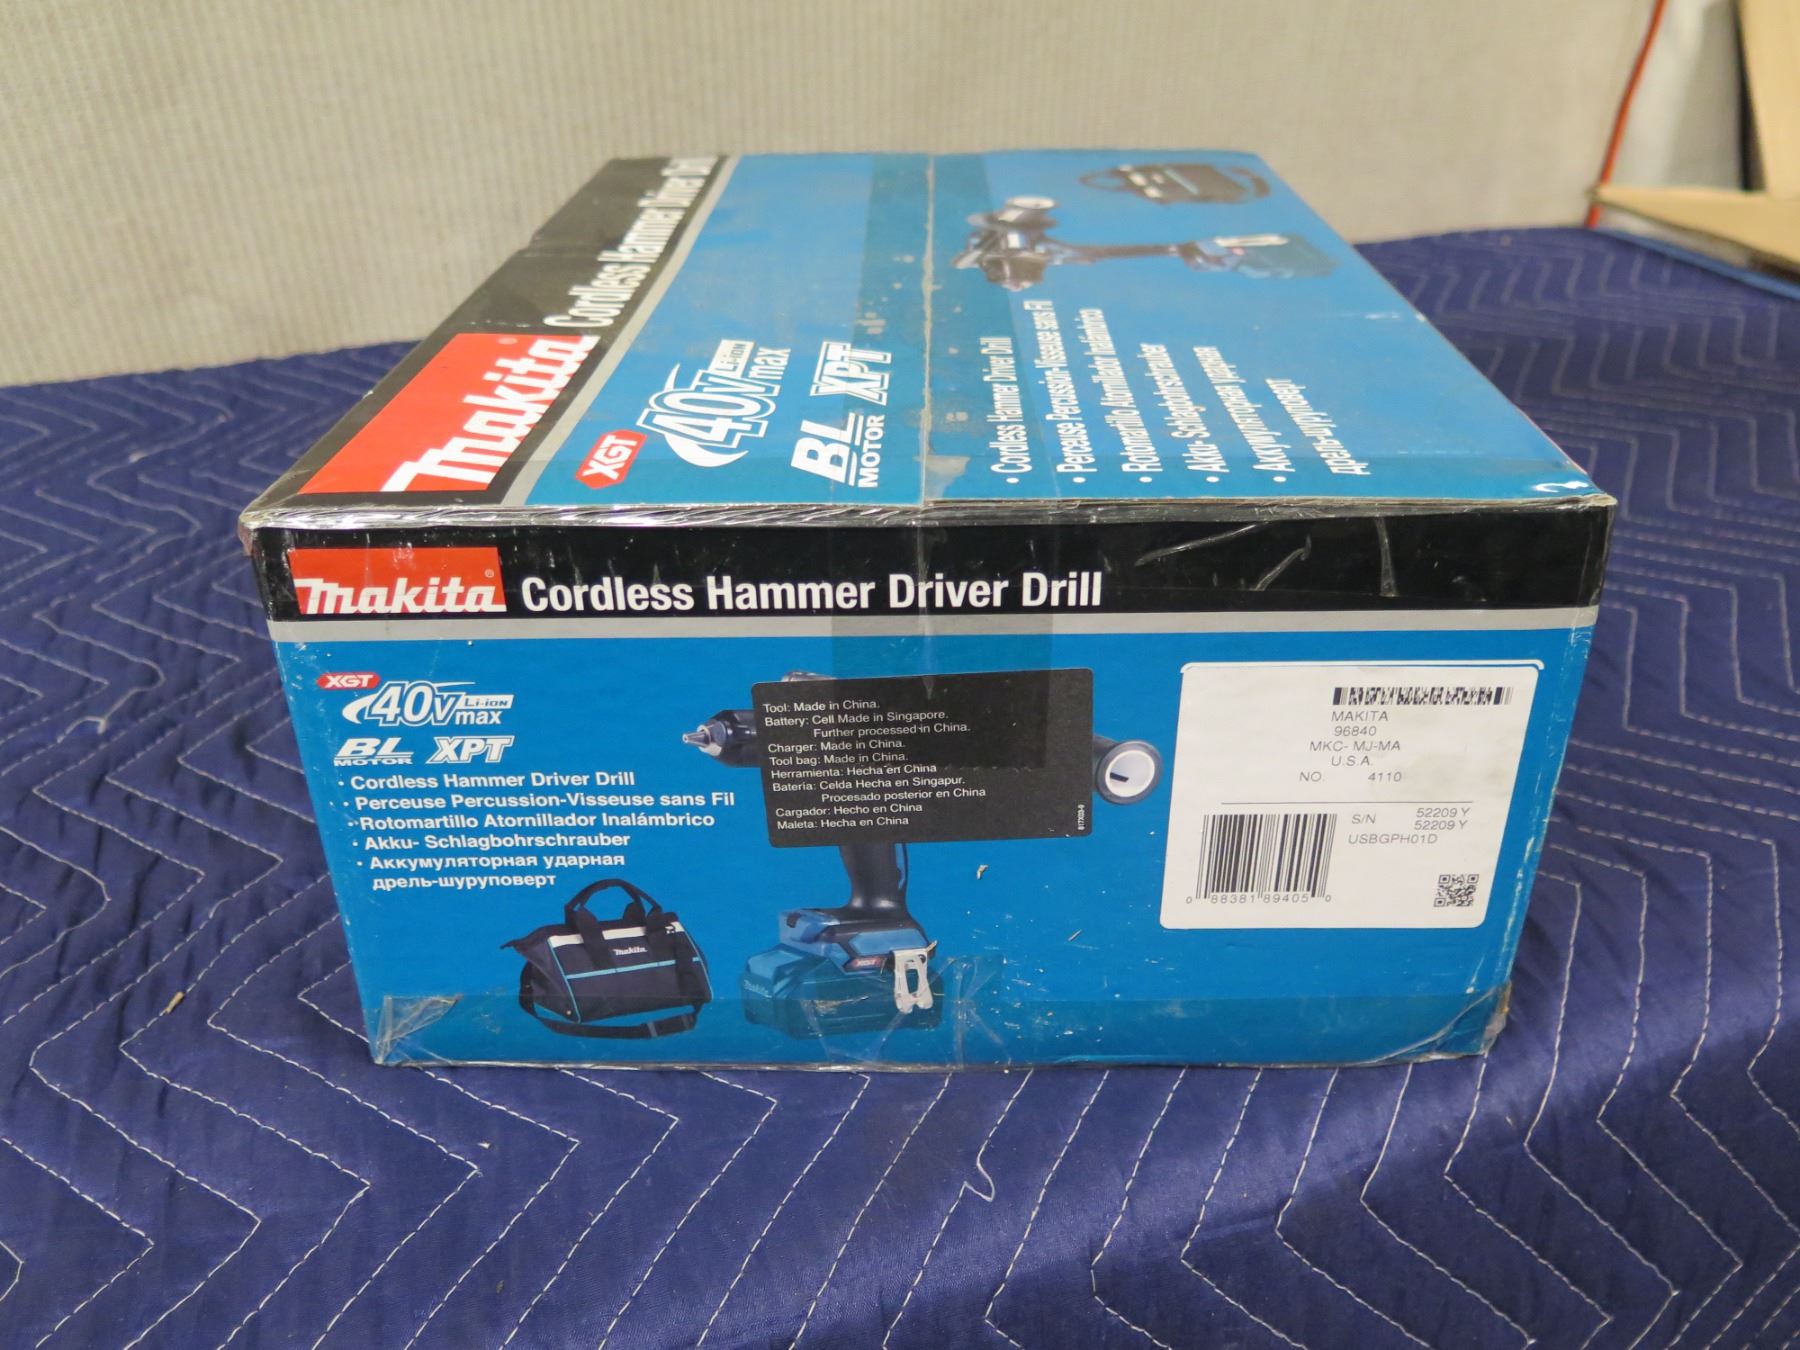 makita® Cordless Hammer Driver Drill
XGT
40Vmax Li-ion
BL MOTOR
XPT
• Cordless Hammer Driver Drill
• Perceuse Percussion-Visseuse sans Fil
• Rotomartillo Atornillador Inalámbrico
• Akku-Schlagbohrschrauber
• Аккумуляторная ударная
дрель-шуруповерт
makita® Cordless Hammer Driver Drill
XGT
40Vmax Li-ion
BL MOTOR XPT
• Cordless Hammer Driver Drill
• Perceuse Percussion-Visseuse sans Fil
• Rotomartillo Atornillador Inalámbrico
• Akku- Schlagbohrschrauber
• Аккумуляторная ударная
дрель-шуруповерт
makita
Tool: Made in China.
Battery: Cell Made in Singapore.
Further processed in China.
Charger: Made in China.
Tool bag: Made in China.
Herramienta: Hecha en China
Batería: Celda Hecha en Singapur.
Procesado posterior en China
Cargador: Hecho en China
Maleta: Hecha en China
XGT
makita
MAKITA
96840
MKC- MJ-MA
U.S.A.
NO. 4110
S/N 52209 Y
52209 Y
USBGPH01D
0 88381 89405 0